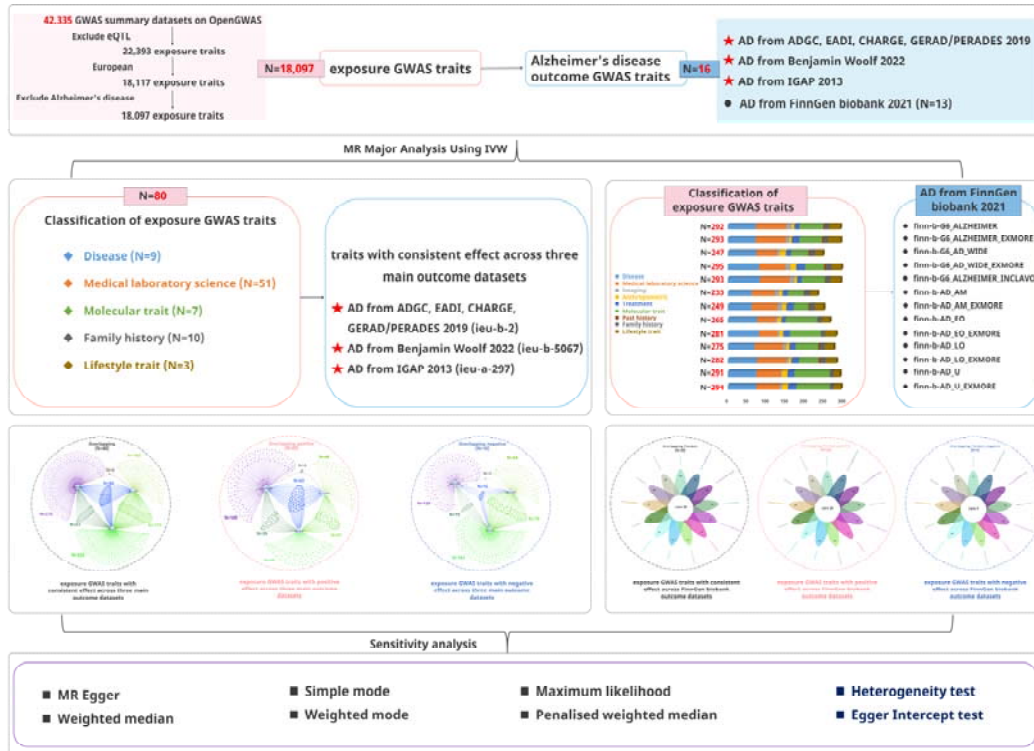 42.335 GWAS summary datasets on OpenGWAS
Exclude eQTL
22,393 exposure traits
European
18,117 exposure traits
Exclude Alzheimer's disease
18.097 exposure traits
N=18,097
exposure GWAS traits
Alzheimer's disease
outcome GWAS traits
N=16
AD from ADGC, EADI, CHARGE, GERAD/PERADES 2019
AD from Benjamin Woolf 2022
AD from IGAP 2013
AD from FinnGen biobank 2021 (N=13)
MR Major Analysis Using IVW
N=80
Classification of exposure GWAS traits
Disease (N=9)
Medical laboratory science (N=51)
Molecular trait (N=7)
Family history (N=10)
Lifestyle trait (N=3)
traits with consistent effect across three
main outcome datasets
AD from ADGC, EADI, CHARGE,
GERAD/PERADES 2019 (ieu-b-2)
AD from Benjamin Woolf 2022 (ieu-b-5067)
AD from IGAP 2013 (ieu-a-297)
Classification of
exposure GWAS traits
Disease
Medical laboratory science
Imaging
Treatment
Molecular trait
Past history
Family history
Lifestyle trait
N=292
N=293
N=247
N=295
N=293
N=233
N=249
N=281
N=275
N=282
N=291
N=294
0 50 100 150 200 250 300
AD from FinnGen
biobank 2021
finn-b-G6_ALZHEIMER
finn-b-G6_ALZHEIMER_EXMORE
finn-b-G6_AD_WIDE
finn-b-G6_AD_WIDE_EXMORE
finn-b-G6_ALZHEIMER_INCLAVO
finn-b-AD_AM
finn-b-AD_AM_EXMORE
finn-b-AD_EO
finn-b-AD_EO_EXMORE
finn-b-AD_LO
finn-b-AD_LO_EXMORE
finn-b-AD_U
finn-b-AD_U_EXMORE
exposure GWAS traits with
consistent effect across three main
outcome datasets
exposure GWAS traits with positive
effect across three main outcome
datasets
exposure GWAS traits with negative
effect across three main outcome
datasets
exposure GWAS traits with consistent
effect across FinnGen biobank
outcome datasets
exposure GWAS traits with positive
effect across FinnGen biobank
outcome datasets
exposure GWAS traits with negative
effect across FinnGen biobank
outcome datasets
Sensitivity analysis
MR Egger
Weighted median
Simple mode
Weighted mode
Maximum likelihood
Penalised weighted median
Heterogeneity test
Egger Intercept test